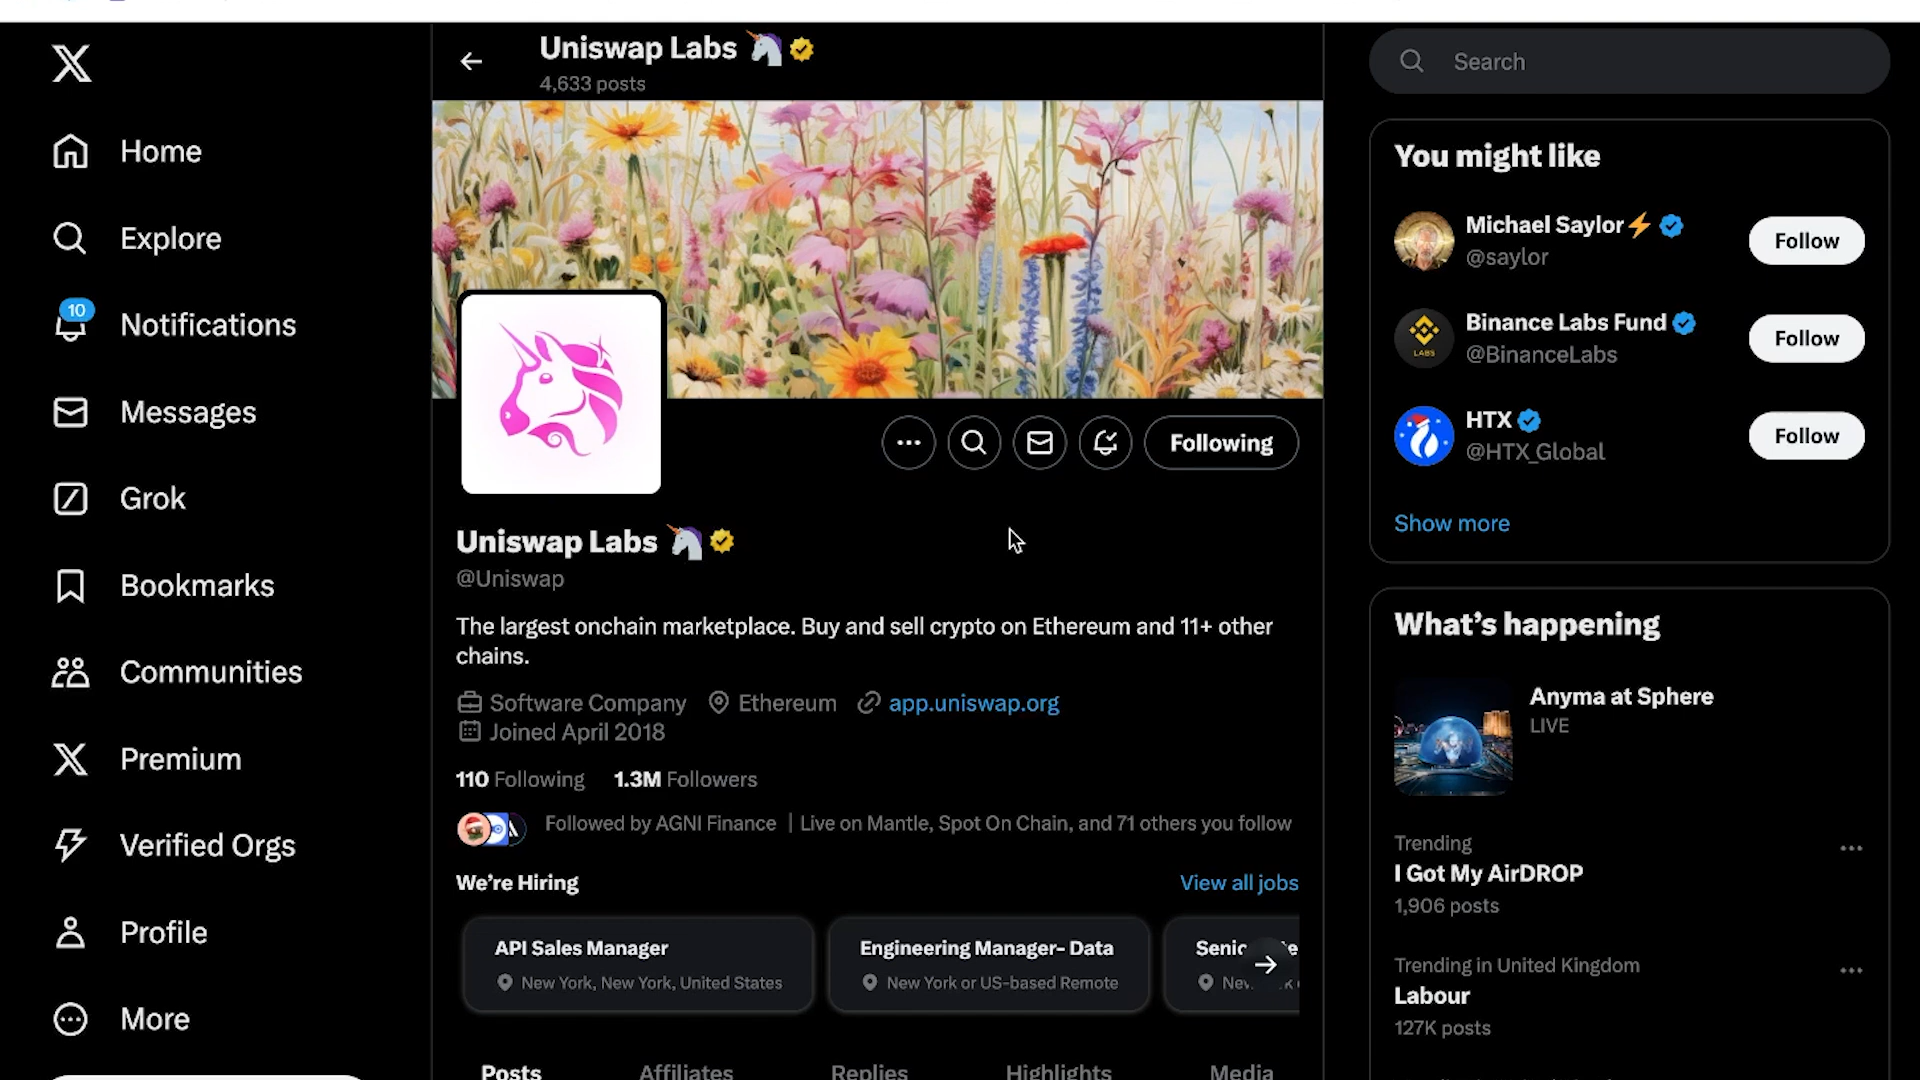 Home
Explore
10
Notifications
Messages
Grok
Bookmarks
Communities
Premium
Verified Orgs
Profile
More
Uniswap Labs
4,633 posts
Following
Uniswap Labs
@Uniswap
The largest onchain marketplace. Buy and sell crypto on Ethereum and 11+ other
chains.
Software Company Ethereum app.uniswap.org
Joined April 2018
110 Following 1.3M Followers
Followed by AGNI Finance | Live on Mantle, Spot On Chain, and 71 others you follow
We're Hiring View all jobs
API Sales Manager
New York, New York, United States
Engineering Manager- Data
New York or US-based Remote
Posts Affiliates Replies Highlights Media
Search
You might like
Michael Saylor
@saylor
Follow
Binance Labs Fund
@BinanceLabs
Follow
LABS
HTX
@HTX_Global
Follow
Show more
What's happening
Anyma at Sphere
LIVE
Trending
I Got My AirDROP
1,906 posts
Trending in United Kingdom
Labour
127K posts